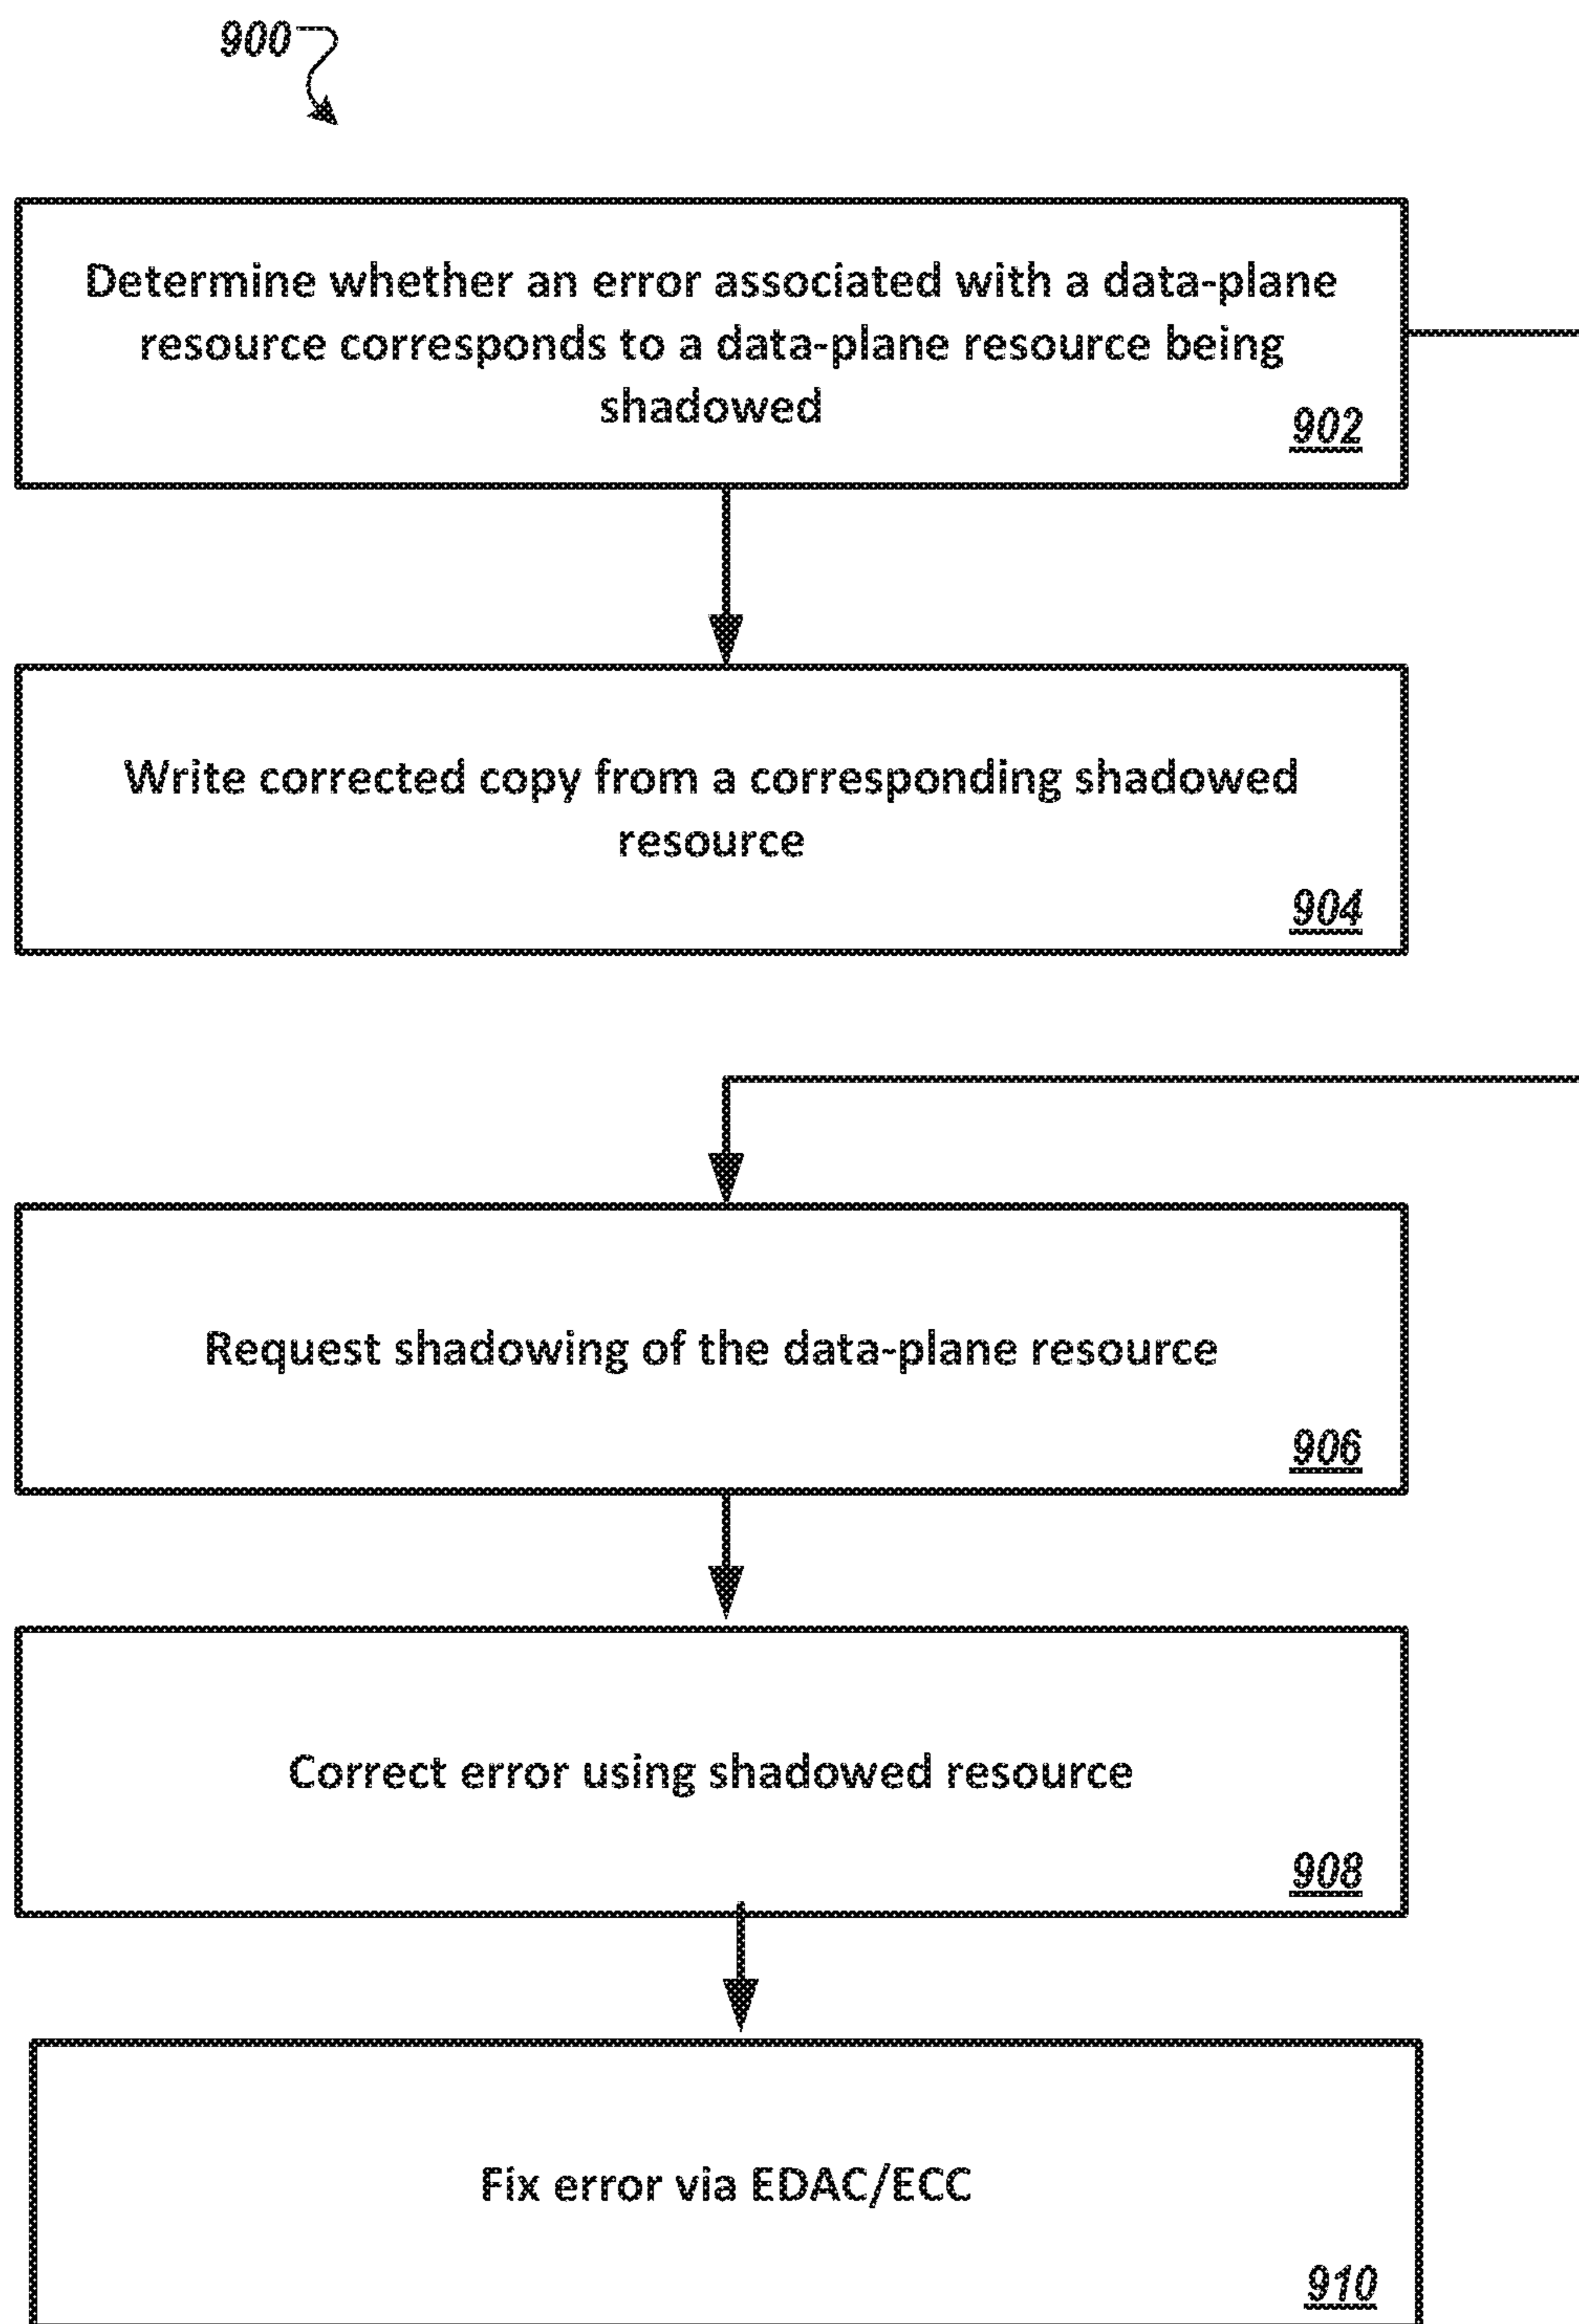 900
Determine whether an error associated with a data-plane
resource corresponds to a data-plane resource being
shadowed
902
Write corrected copy from a corresponding shadowed
resource
904
Request shadowing of the data-plane resource
906
Correct error using shadowed resource
908
Fix error via EDAC/ECC
910